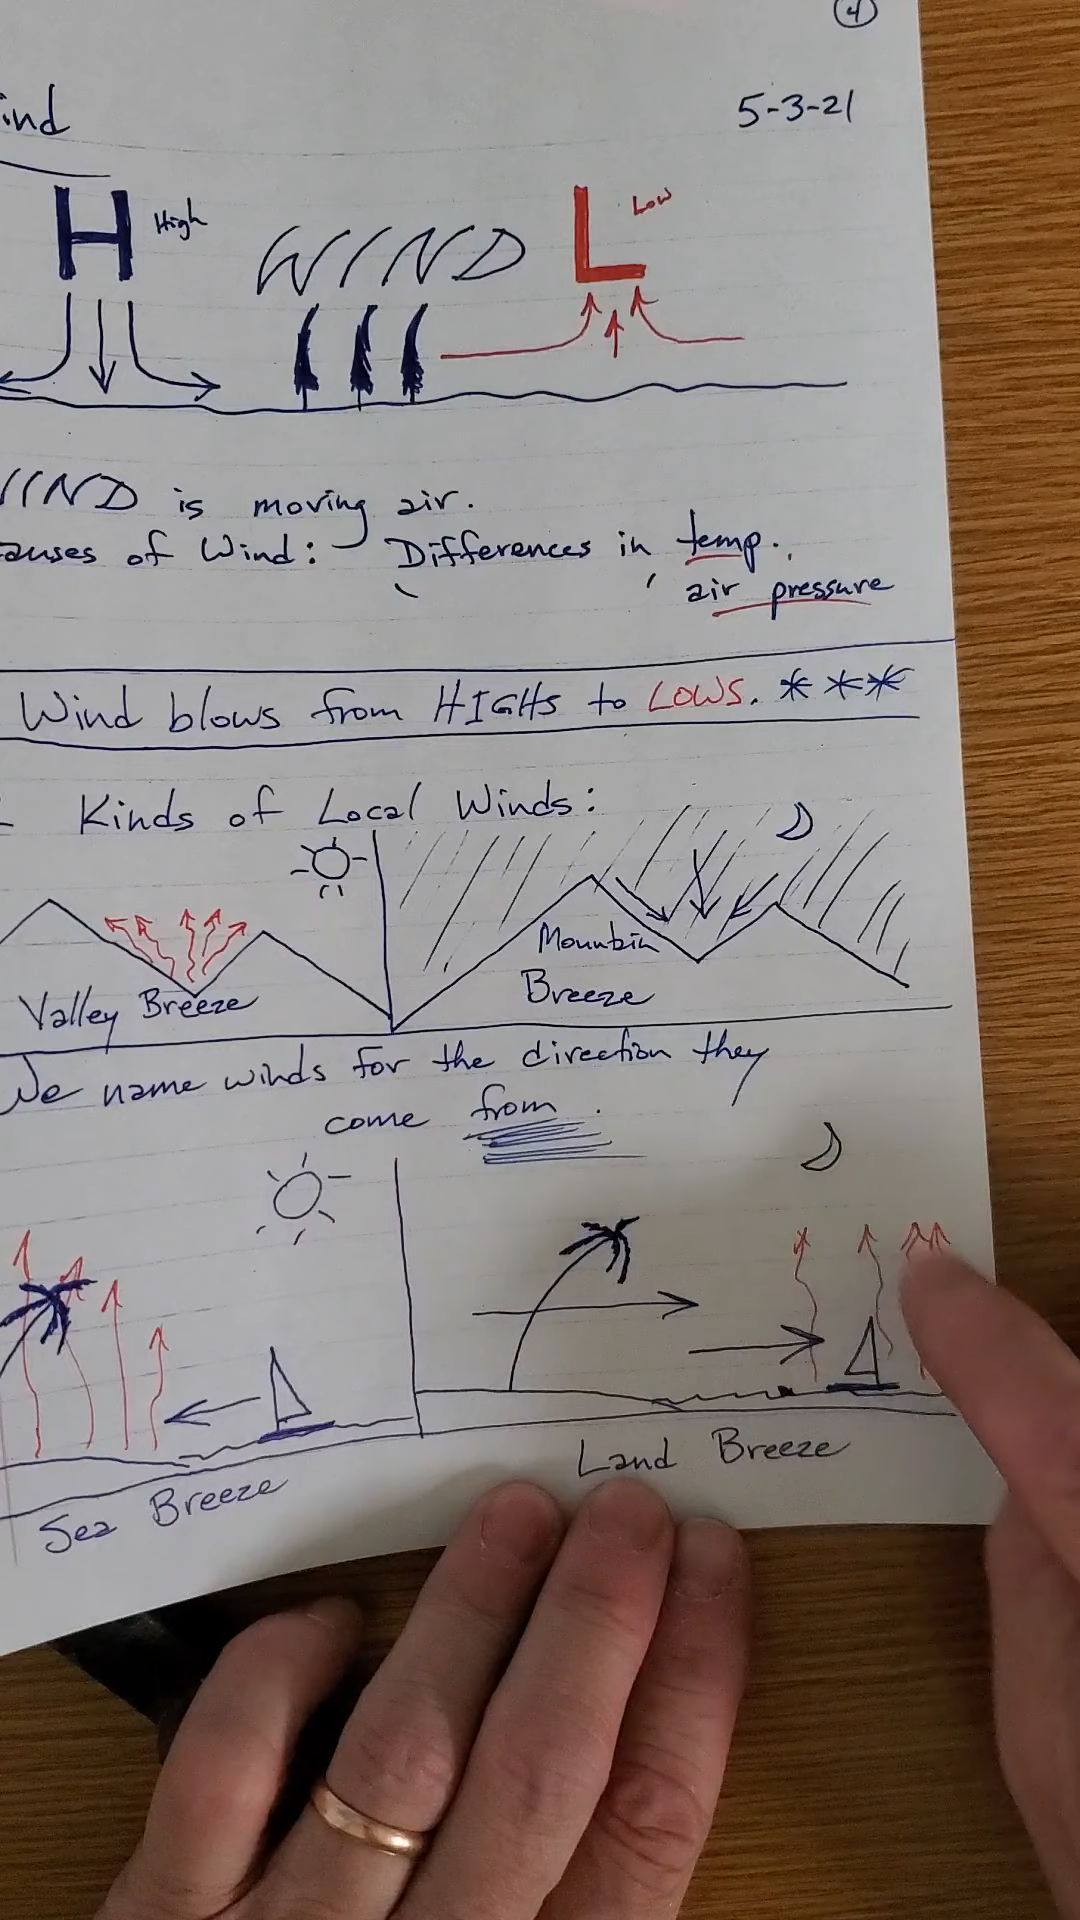 4
ind
5-3-21
H High
WIND
L Low
WIND is moving air.
auses of Wind: Differences in temp.,
air pressure
Wind blows from HIGHs to LOWS. ***
Kinds of Local Winds:
Valley Breeze
Mountain
Breeze
We name winds for the direction they
come from.
Sea Breeze
Land Breeze